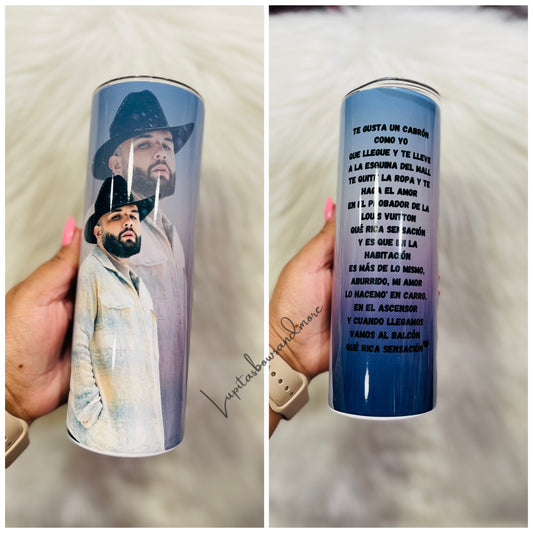 TE GUSTA UN CABRÓN
COMO YO
QUE LLEGUE Y TE LLEVE
A LA ESQUINA DEL MALL
TE QUITE LA ROPA Y TE
HAGA EL AMOR
EN EL PROBADOR DE LA
LOUIS VUITTON
QUÉ RICA SENSACIÓN
Y ES QUE EN LA
HABITACIÓN
ES MÁS DE LO MISMO,
ABURRIDO, MI AMOR
LO HACEMO' EN CARRO,
EN EL ASCENSOR
Y CUANDO LLEGAMOS
VAMOS AL BALCÓN
QUÉ RICA SENSACIÓN🖤
Lupitasbowsandmore